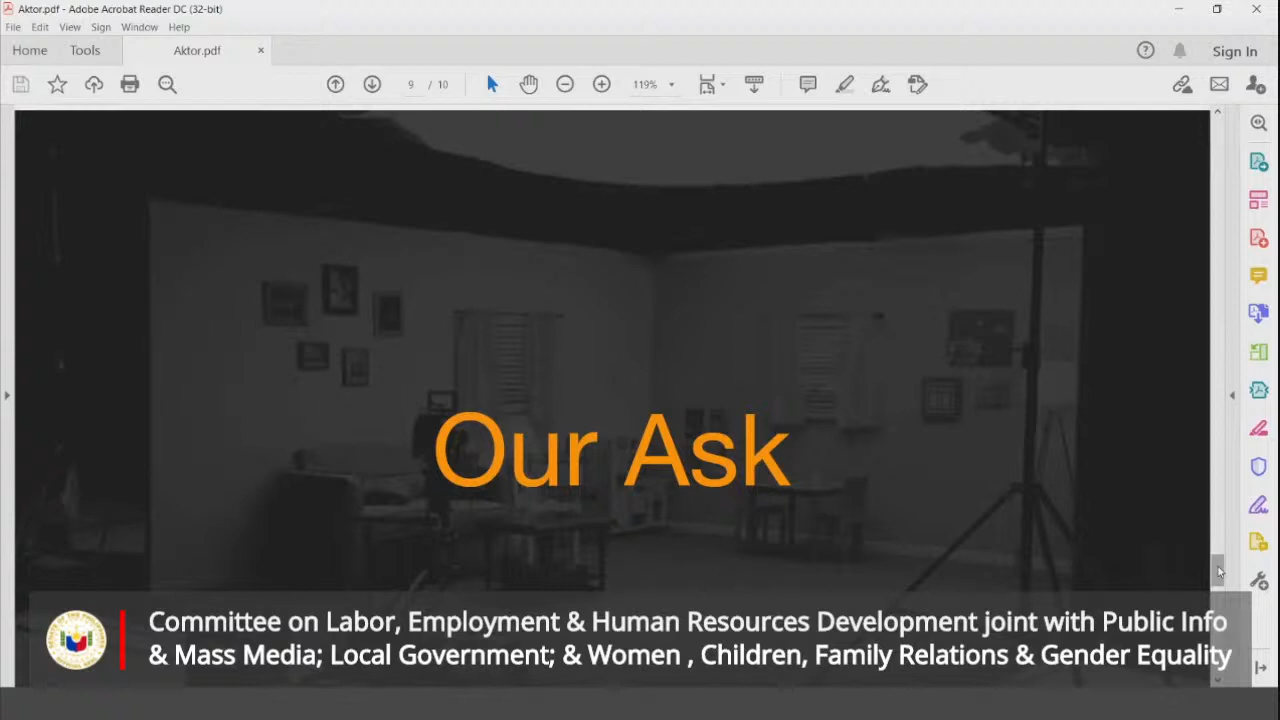 Aktor.pdf - Adobe Acrobat Reader DC (32-bit)
File Edit View Sign Window Help
Home Tools Aktor.pdf × Sign In
9 / 10 119%
Our Ask
Committee on Labor, Employment & Human Resources Development joint with Public Info
& Mass Media; Local Government; & Women , Children, Family Relations & Gender Equality